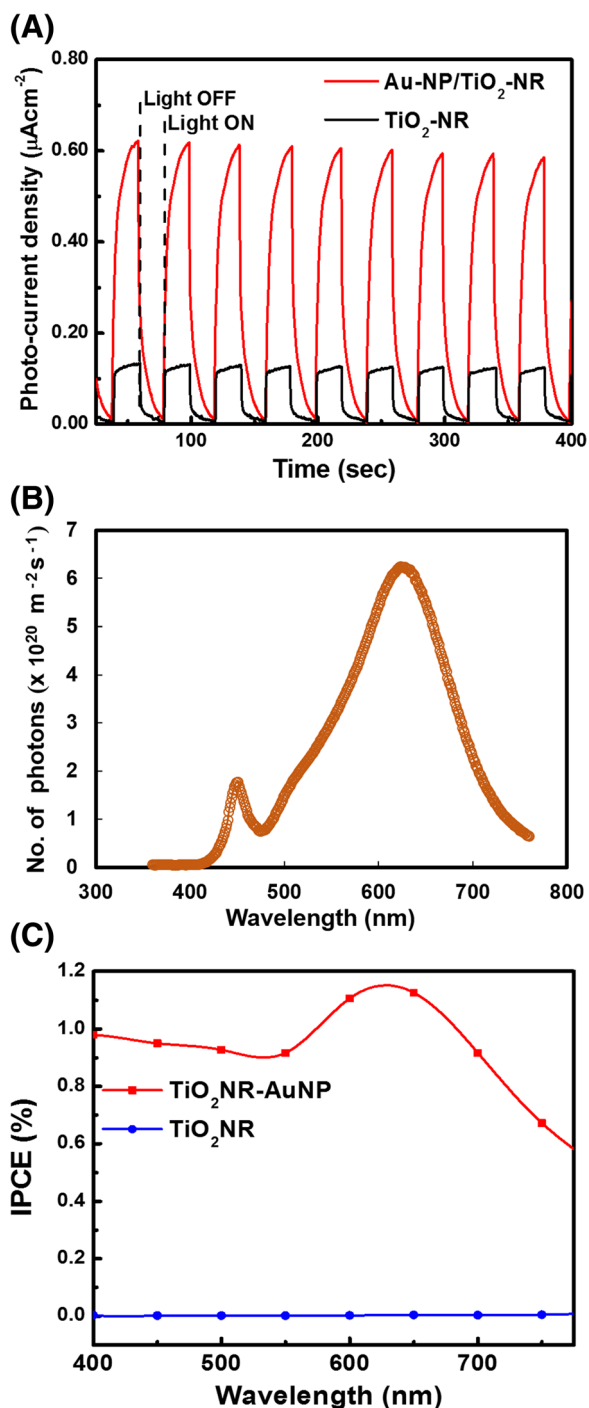 (A)
0.80
0.60
0.40
0.20
0.00
Photo-current density (μAcm⁻²)
Light OFF
Light ON
Au-NP/TiO₂-NR
TiO₂-NR
100
200
300
400
Time (sec)
(B)
7
6
5
4
3
2
1
0
No. of photons (x 10²⁰ m⁻²s⁻¹)
300
400
500
600
700
800
Wavelength (nm)
(C)
1.2
1.0
0.8
0.6
0.4
0.2
0.0
IPCE (%)
TiO₂NR-AuNP
TiO₂NR
400
500
600
700
Wavelength (nm)